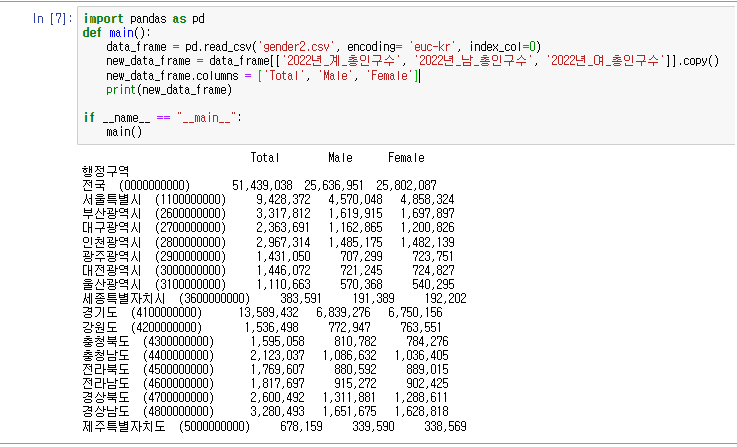 In [7]: import pandas as pd
def main():
    data_frame = pd.read_csv('gender2.csv', encoding= 'euc-kr', index_col=0)
    new_data_frame = data_frame[['2022년_계_총인구수', '2022년_남_총인구수', '2022년_여_총인구수']].copy()
    new_data_frame.columns = ['Total', 'Male', 'Female']
    print(new_data_frame)
if __name__ == "__main__":
    main()
Total Male Female
행정구역
전국 (0000000000) 51,439,038 25,636,951 25,802,087
서울특별시 (1100000000) 9,428,372 4,570,048 4,858,324
부산광역시 (2600000000) 3,317,812 1,619,915 1,697,897
대구광역시 (2700000000) 2,363,691 1,162,865 1,200,826
인천광역시 (2800000000) 2,967,314 1,485,175 1,482,139
광주광역시 (2900000000) 1,431,050 707,299 723,751
대전광역시 (3000000000) 1,446,072 721,245 724,827
울산광역시 (3100000000) 1,110,663 570,368 540,295
세종특별자치시 (3600000000) 383,591 191,389 192,202
경기도 (4100000000) 13,589,432 6,839,276 6,750,156
강원도 (4200000000) 1,536,498 772,947 763,551
충청북도 (4300000000) 1,595,058 810,782 784,276
충청남도 (4400000000) 2,123,037 1,086,632 1,036,405
전라북도 (4500000000) 1,769,607 880,592 889,015
전라남도 (4600000000) 1,817,697 915,272 902,425
경상북도 (4700000000) 2,600,492 1,311,881 1,288,611
경상남도 (4800000000) 3,280,493 1,651,675 1,628,818
제주특별자치도 (5000000000) 678,159 339,590 338,569